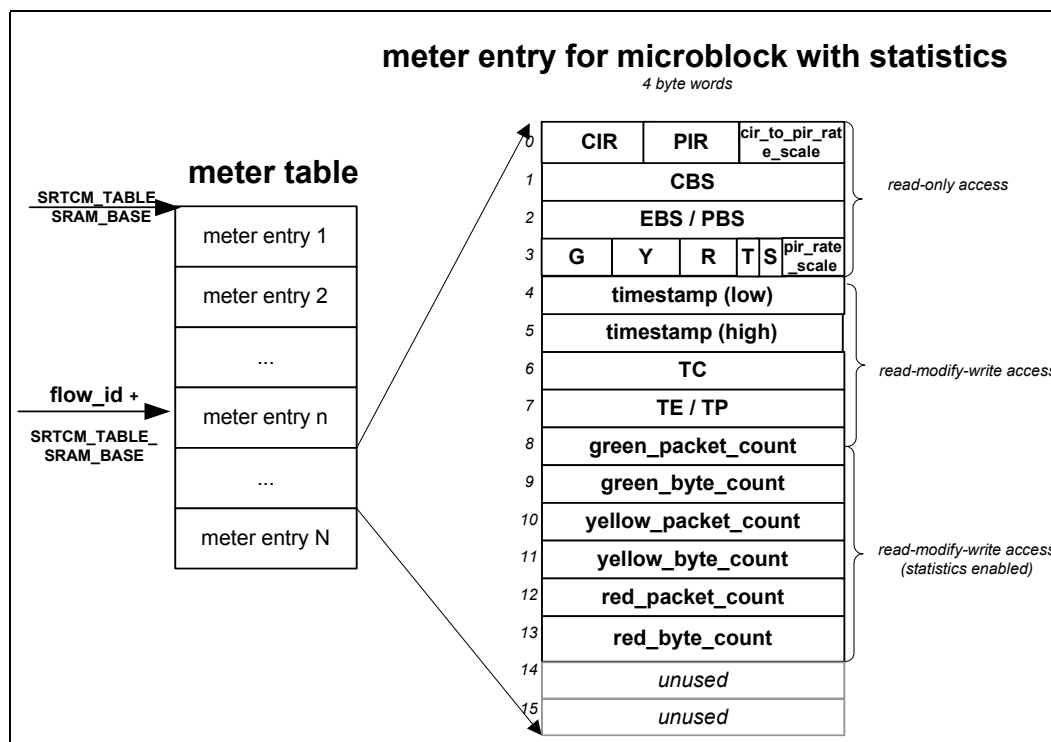 meter entry for microblock with statistics
4 byte words
meter table
SRTCM_TABLE
SRAM_BASE
meter entry 1
meter entry 2
...
flow_id +
SRTCM_TABLE_
SRAM_BASE
meter entry n
...
meter entry N
0
CIR
PIR
cir_to_pir_rat
e_scale
1
CBS
2
EBS / PBS
3
G
Y
R
T
S
pir_rate
_scale
read-only access
4
timestamp (low)
5
timestamp (high)
6
TC
7
TE / TP
read-modify-write access
8
green_packet_count
9
green_byte_count
10
yellow_packet_count
11
yellow_byte_count
12
red_packet_count
13
red_byte_count
read-modify-write access
(statistics enabled)
14
unused
15
unused